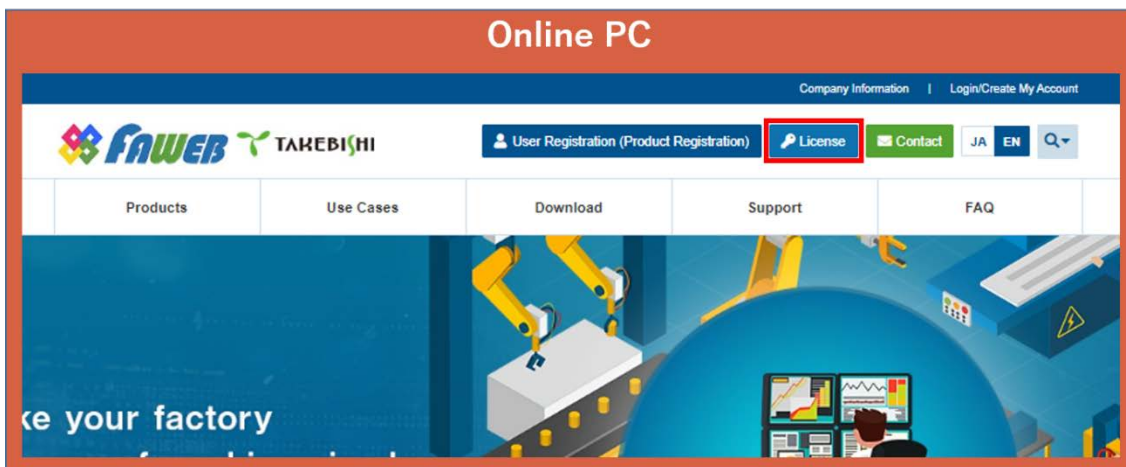 Online PC
Company Information | Login/Create My Account
FAWEB TAKEBISHI User Registration (Product Registration) License Contact JA EN
Products Use Cases Download Support FAQ
ke your factory